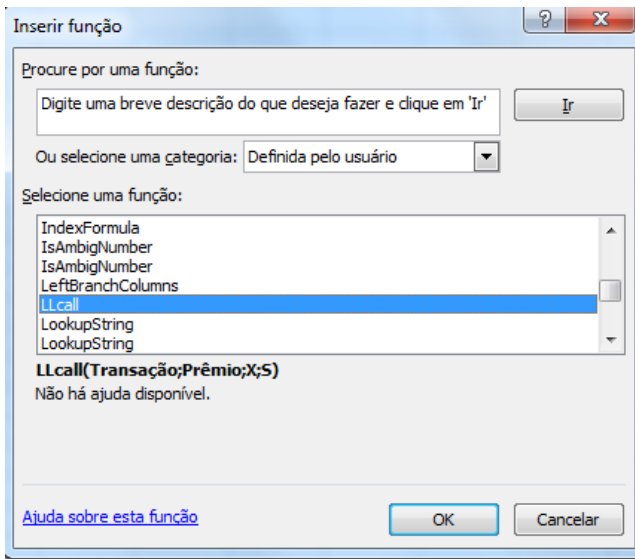 Inserir função
Procure por uma função:
Digite uma breve descrição do que deseja fazer e clique em 'Ir'
Ir
Ou selecione uma categoria: Definida pelo usuário
Selecione uma função:
IndexFormula
IsAmbigNumber
IsAmbigNumber
LeftBranchColumns
LLcall
LookupString
LookupString
LLcall(Transação;Prêmio;X;S)
Não há ajuda disponível.
Ajuda sobre esta função
OK
Cancelar